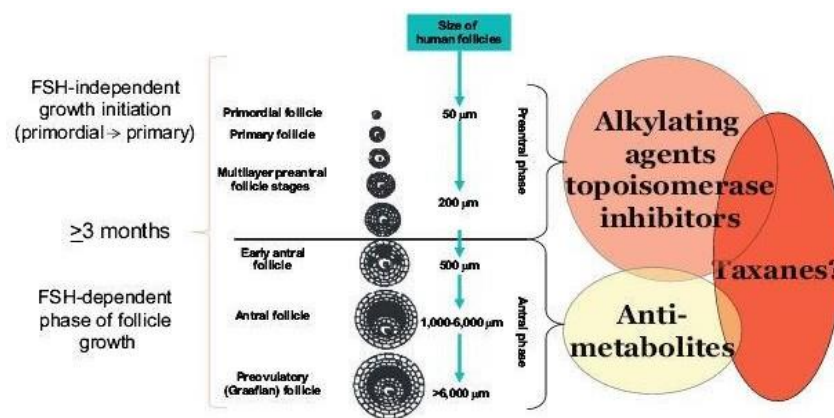 Size of
human follicies
FSH-independent
growth initiation
(primordial→ primary)
≥3 months
FSH-dependent
phase of follicle
growth
Primordial follicle
Primary follicle
Multilayer preantral
follicle stages
Early antral
follicle
Antral follicle
Preovulatory
(Graafian) follicle
50 µm
200 µm
500 µm
1,000-6,000 µm
>6,000 µm
Preantral phase
Antral phase
Alkylating
agents
topoisomerase
inhibitors
Taxanes?
Anti-
metabolites